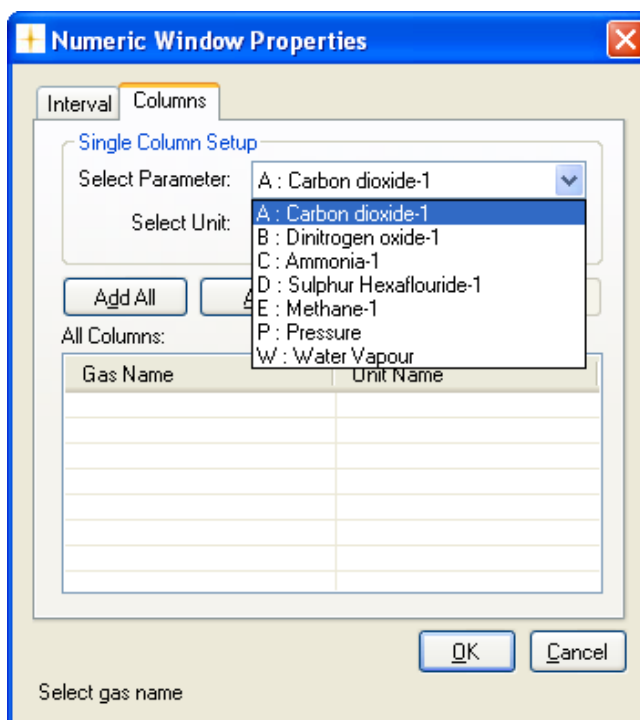 Numeric Window Properties
Interval Columns
Single Column Setup
Select Parameter: A : Carbon dioxide-1
A : Carbon dioxide-1
Select Unit:
B : Dinitrogen oxide-1
C : Ammonia-1
D : Sulphur Hexaflouride-1
Add All
E : Methane-1
P : Pressure
All Columns:
W : Water Vapour
Gas Name Unit Name
OK Cancel
Select gas name